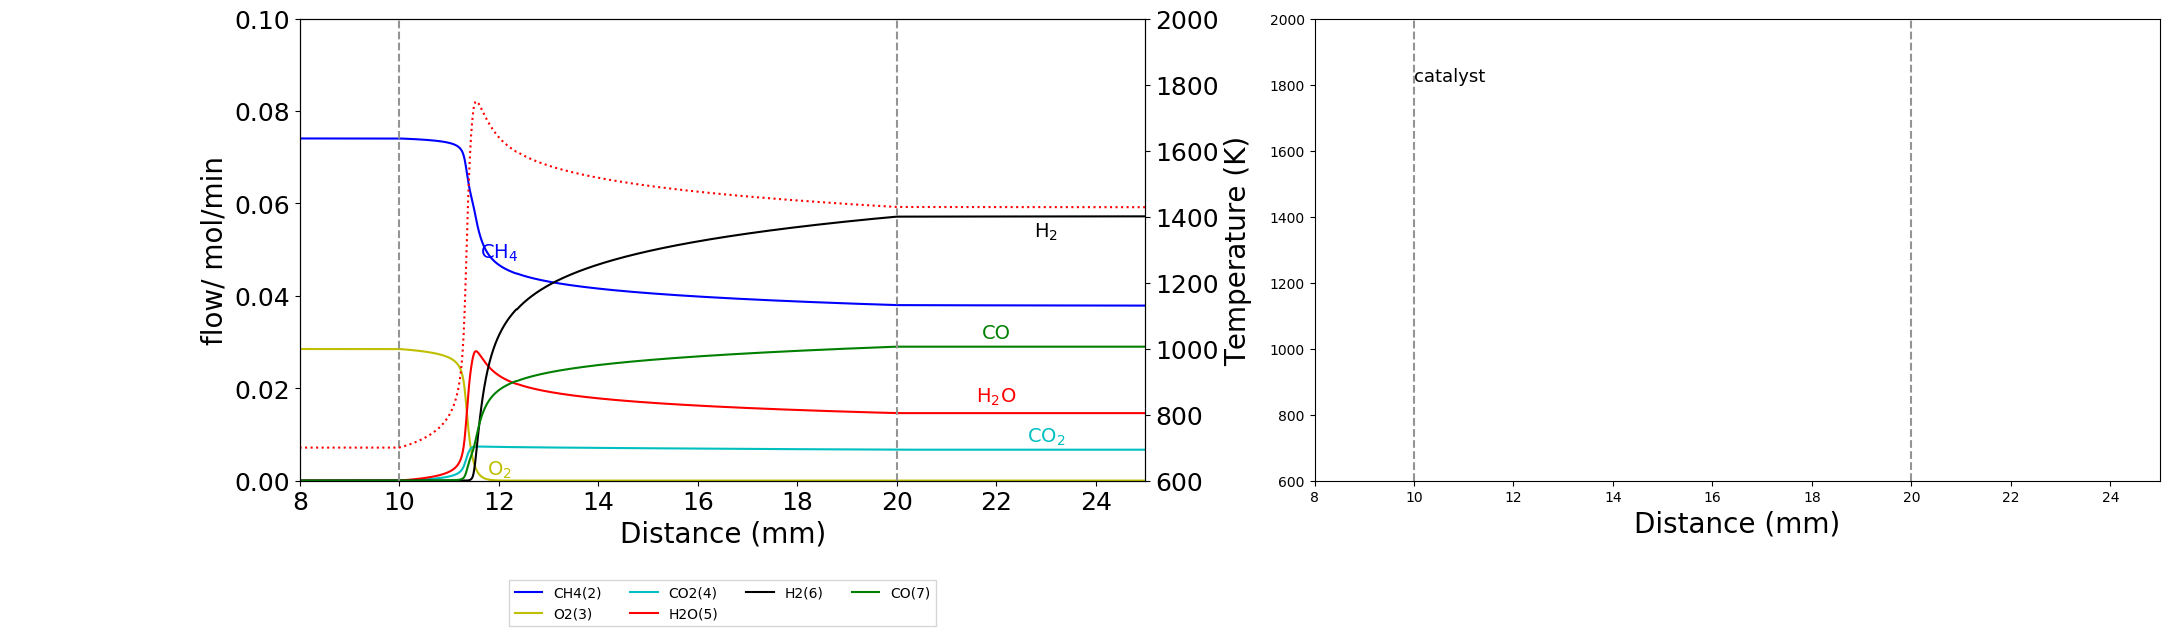 0.10
0.08
0.06
0.04
0.02
0.00
flow/ mol/min
8 10 12 14 16 18 20 22 24
Distance (mm)
2000
1800
1600
1400
1200
1000
800
600
Temperature (K)
CH₄
O₂
H₂
CO
H₂O
CO₂
CH4(2) CO2(4) H2(6) CO(7)
O2(3) H2O(5)
2000
1800
1600
1400
1200
1000
800
600
catalyst
8 10 12 14 16 18 20 22 24
Distance (mm)